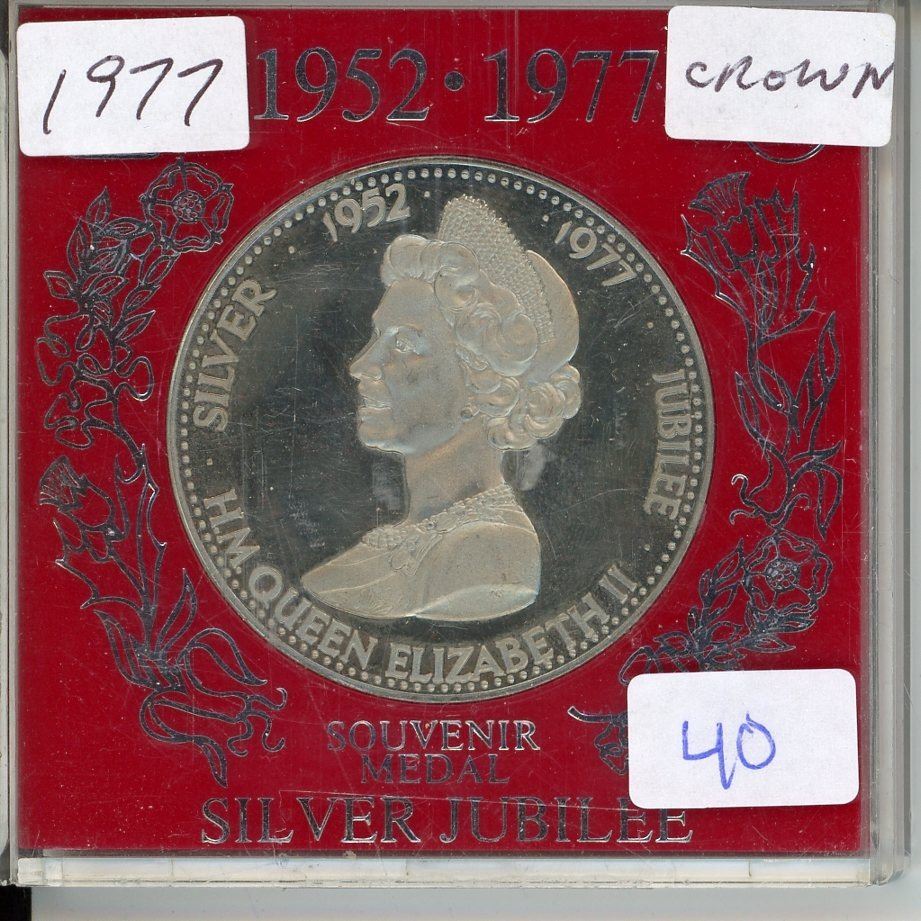 1977
1952 · 1977
CROWN
· SILVER · 1952 · 1977 · JUBILEE
H.M. QUEEN ELIZABETH II
SOUVENIR
MEDAL
40
SILVER JUBILEE